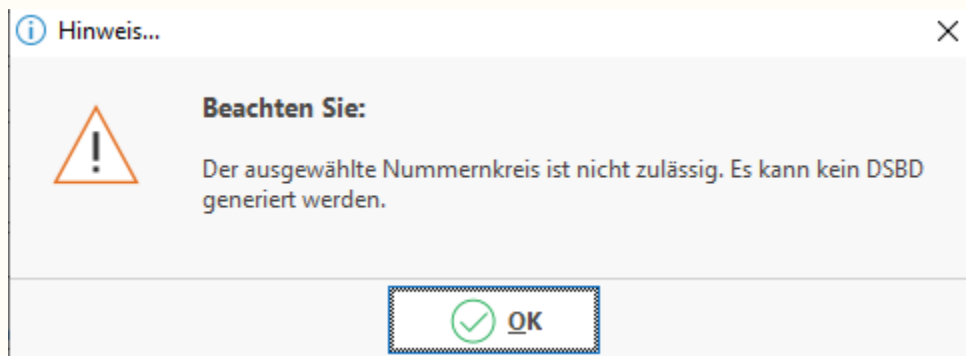 Hinweis...
Beachten Sie:
!
Der ausgewählte Nummernkreis ist nicht zulässig. Es kann kein DSBD
generiert werden.
OK